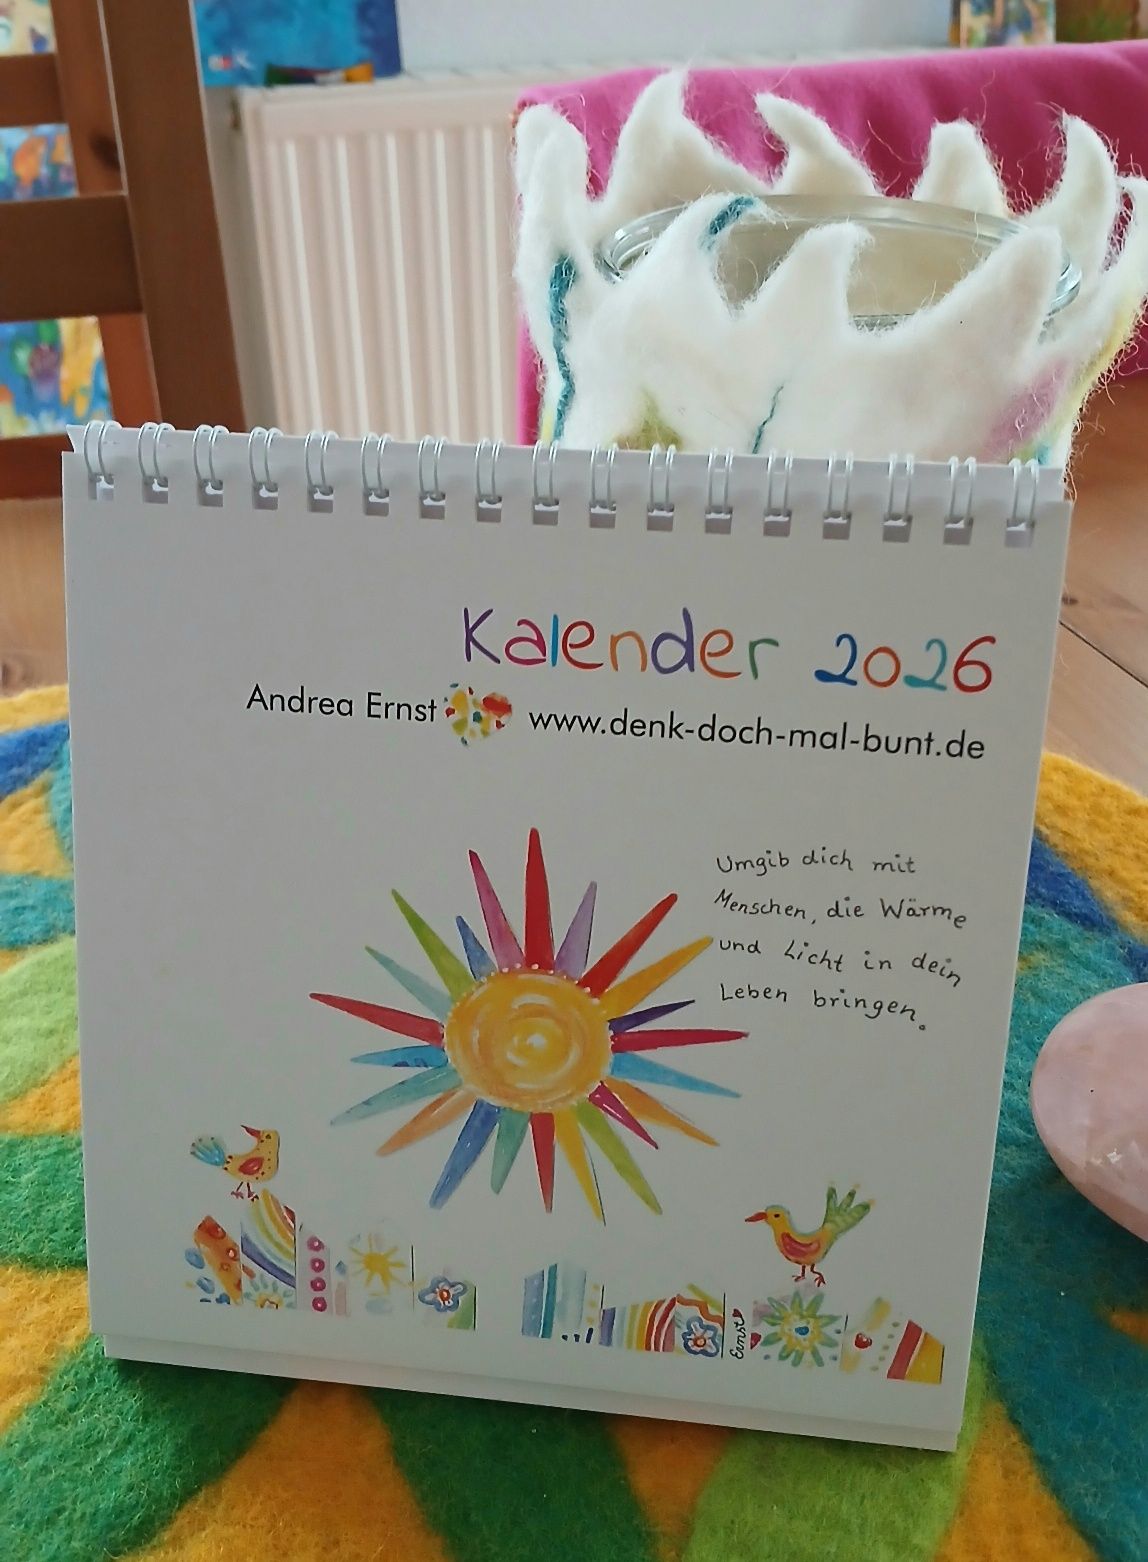 Kalender 2026
Andrea Ernst www.denk-doch-mal-bunt.de
Umgib dich mit
Menschen, die Wärme
und Licht in dein
Leben bringen.
Ernst